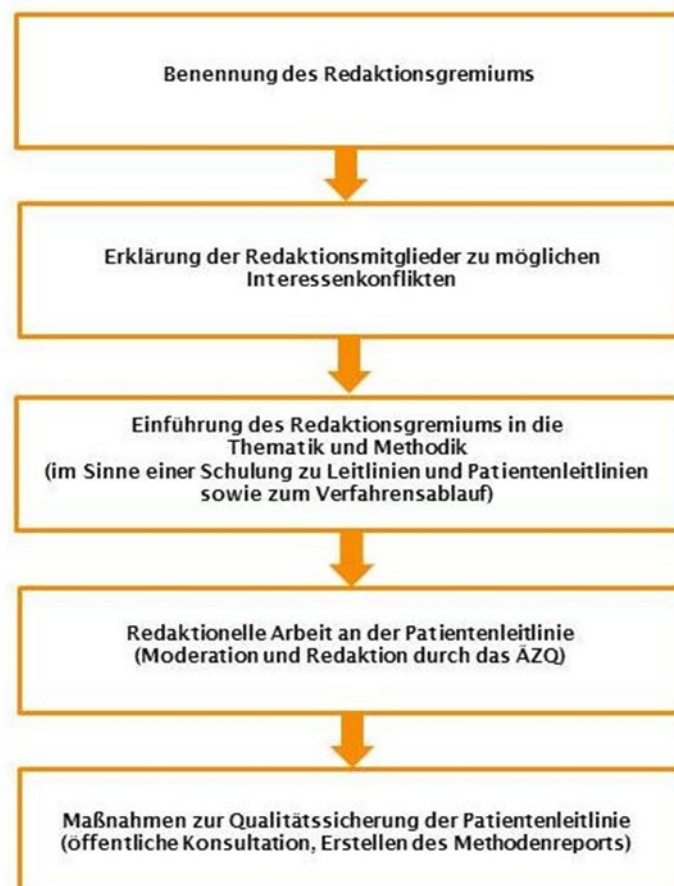 Benennung des Redaktionsgremiums
Erklärung der Redaktionsmitglieder zu möglichen
Interessenkonflikten
Einführung des Redaktionsgremiums in die
Thematik und Methodik
(im Sinne einer Schulung zu Leitlinien und Patientenleitlinien
sowie zum Verfahrensablauf)
Redaktionelle Arbeit an der Patientenleitlinie
(Moderation und Redaktion durch das ÄZQ)
Maßnahmen zur Qualitätssicherung der Patientenleitlinie
(öffentliche Konsultation, Erstellen des Methodenreports)